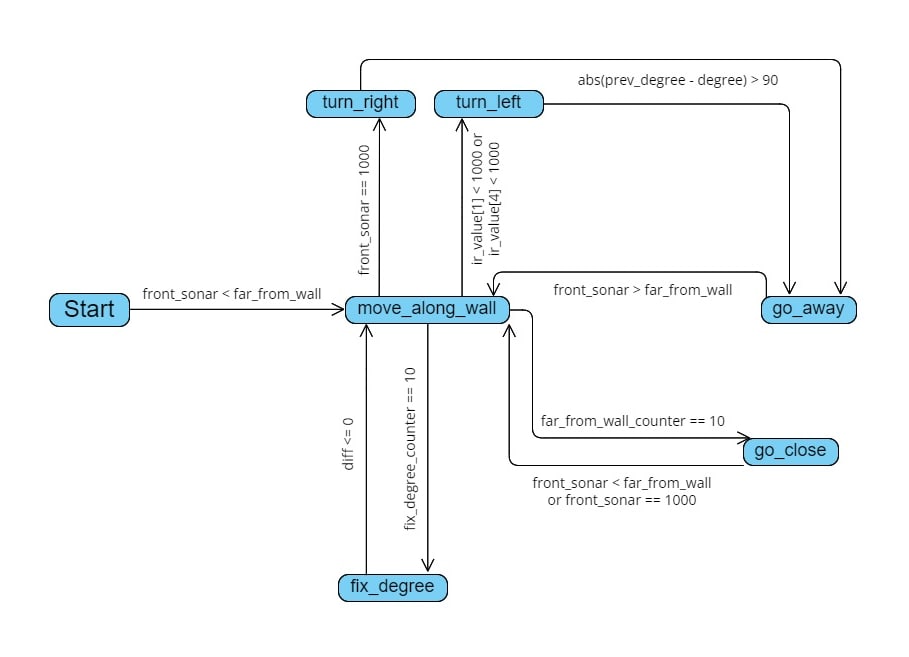 abs(prev_degree - degree) > 90
turn_right
turn_left
front_sonar == 1000
ir_value[1] < 1000 or
ir_value[4] < 1000
front_sonar < far_from_wall
front_sonar > far_from_wall
Start
move_along_wall
go_away
diff <= 0
fix_degree_counter == 10
far_from_wall_counter == 10
go_close
front_sonar < far_from_wall
or front_sonar == 1000
fix_degree